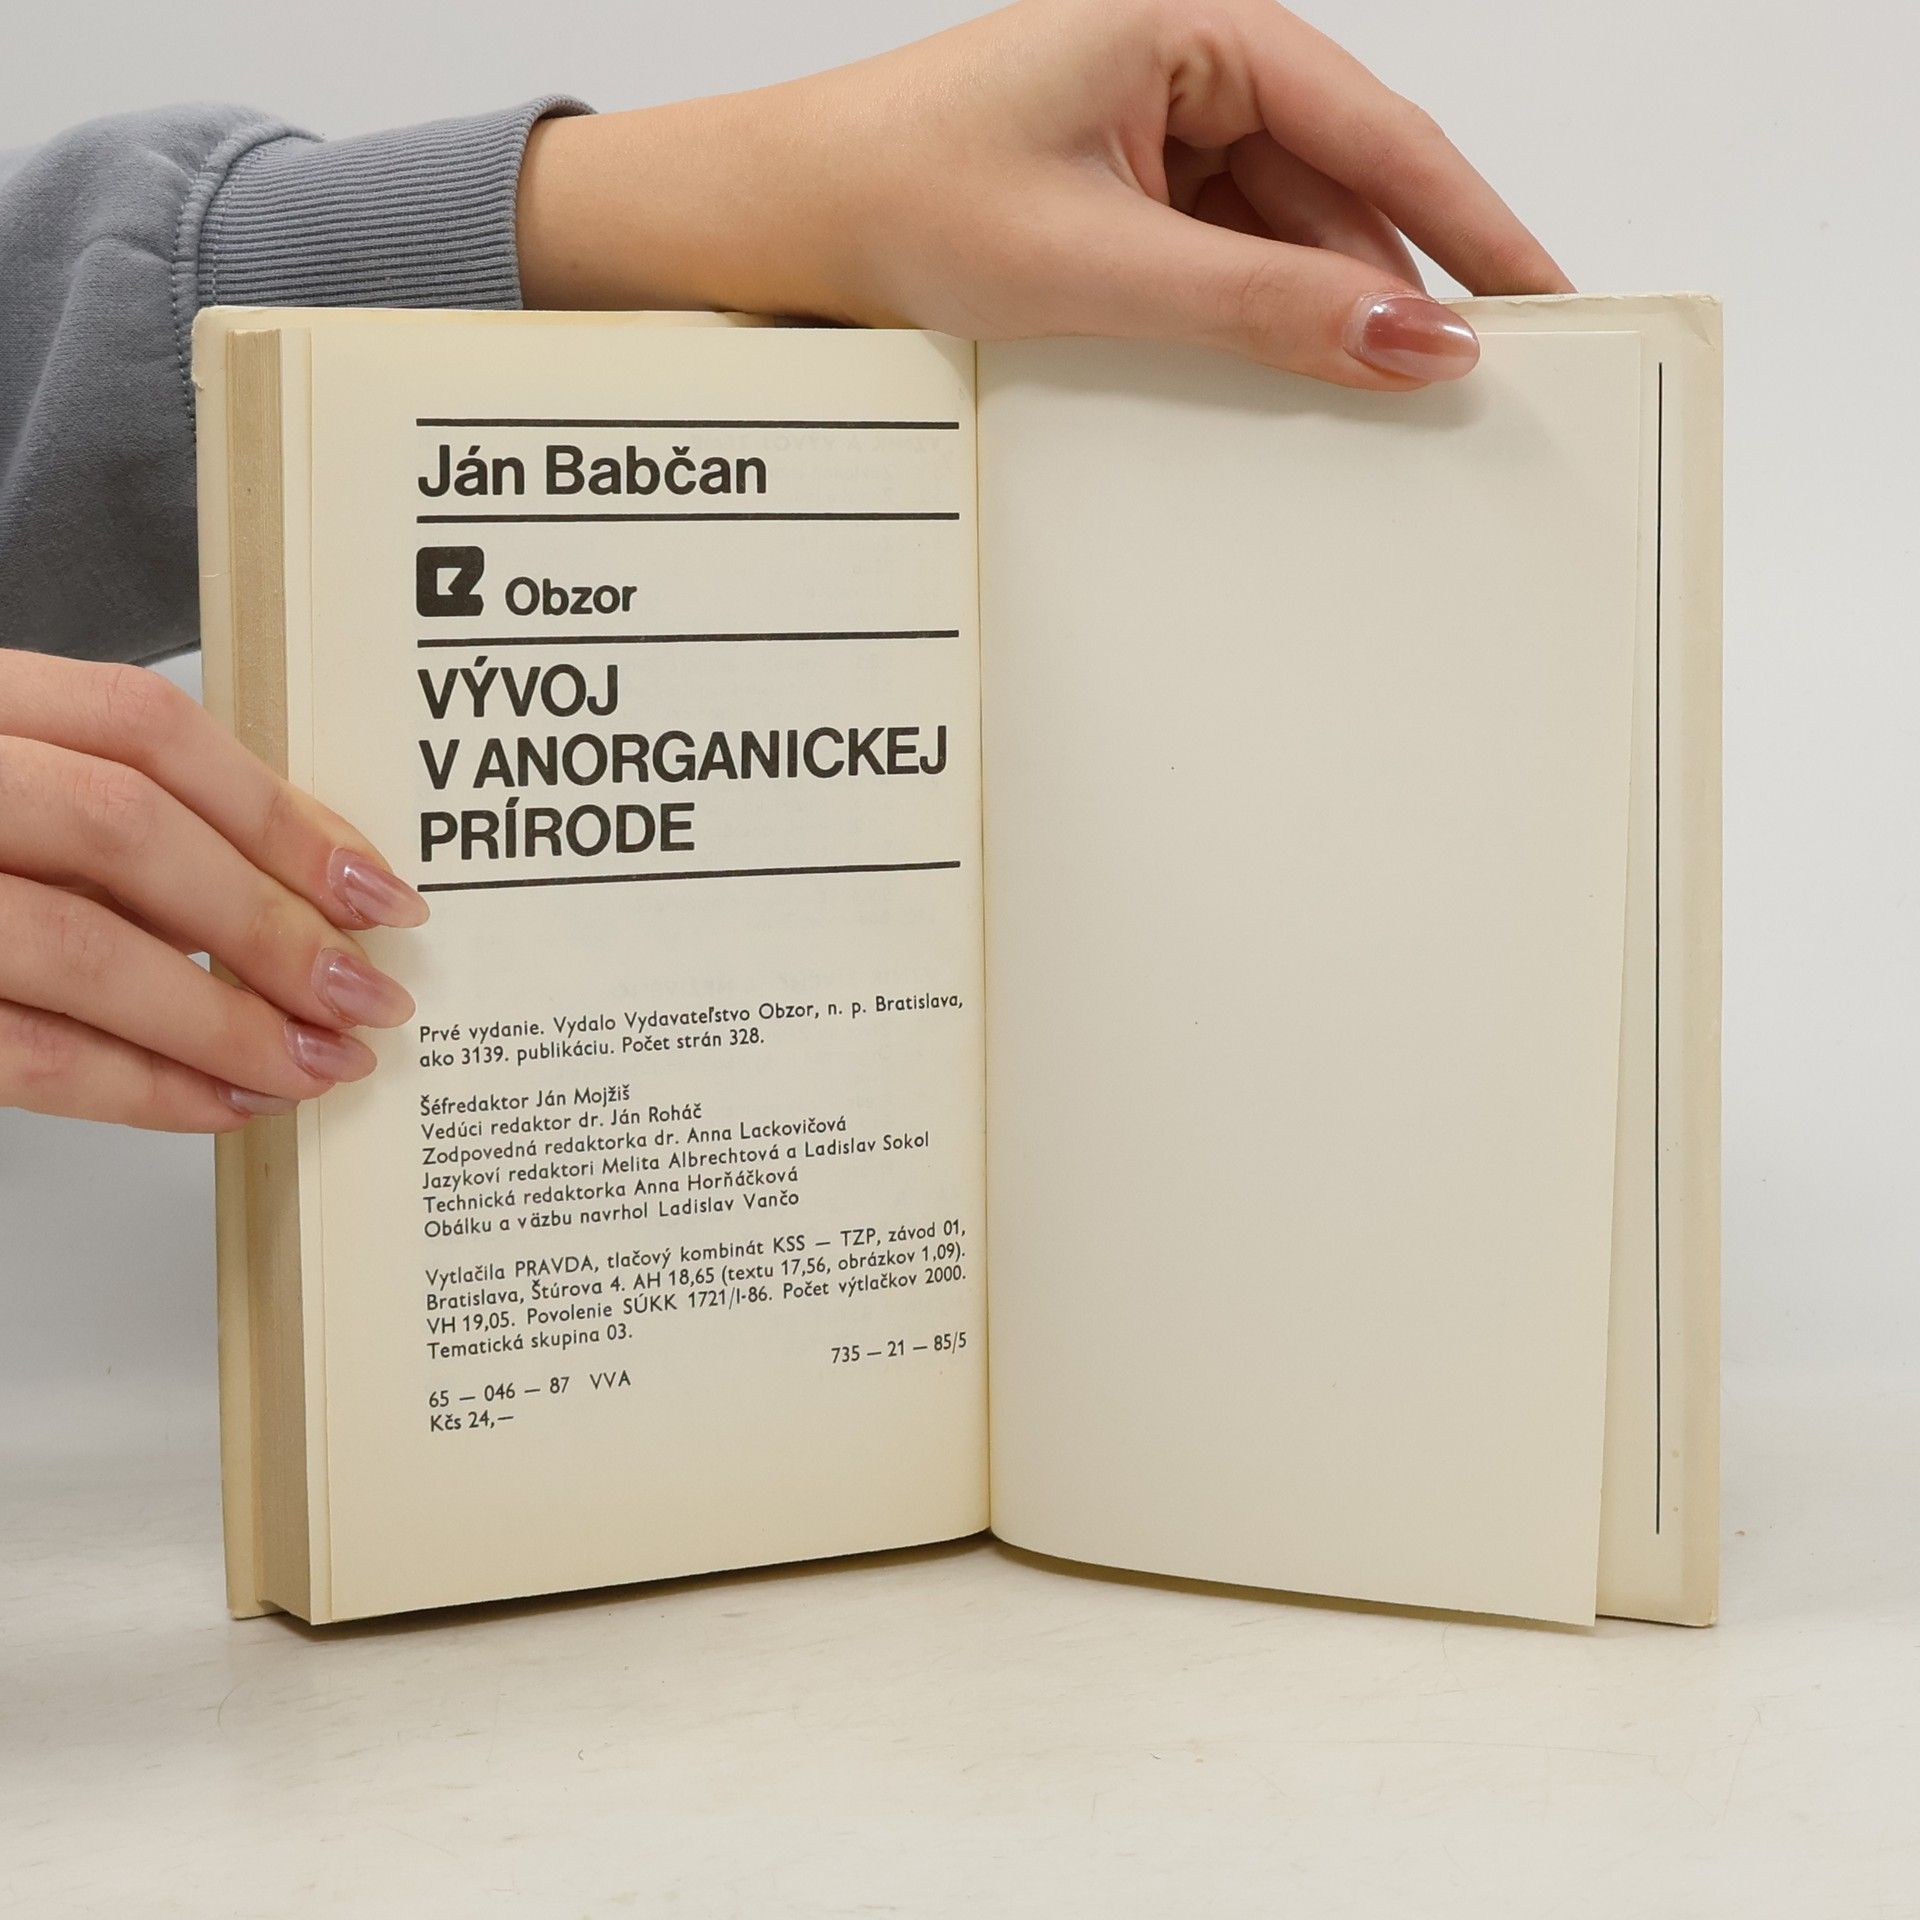 Ján Babčan
Obzor
VÝVOJ
V ANORGANICKEJ
PRÍRODE
Prvé vydanie. Vydalo Vydavateľstvo Obzor, n. p. Bratislava,
ako 3139. publikáciu. Počet strán 328.
Šéfredaktor Ján Mojžiš
Vedúci redaktor dr. Ján Roháč
Zodpovedná redaktorka dr. Anna Lackovičová
Jazykoví redaktori Melita Albrechtová a Ladislav Sokol
Technická redaktorka Anna Horňáčková
Obálku a väzbu navrhol Ladislav Vančo
Vytlačila PRAVDA, tlačový kombinát KSS — TZP, závod 01,
Bratislava, Štúrova 4. AH 18,65 (textu 17,56, obrázkov 1,09).
VH 19,05. Povolenie SÚKK 1721/I-86. Počet výtlačkov 2000.
Tematická skupina 03.
735 — 21 — 85/5
65 — 046 — 87 VVA
Kčs 24,—